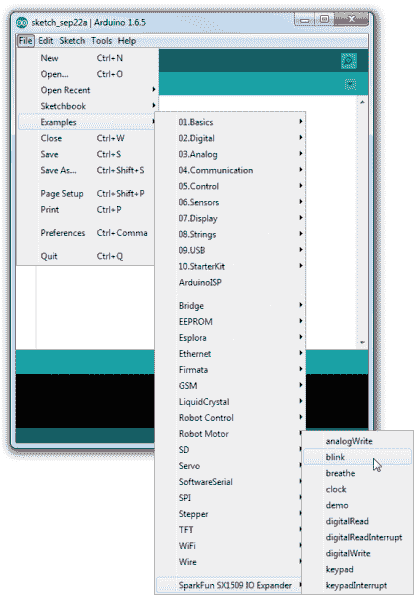 sketch_sep22a | Arduino 1.6.5
File Edit Sketch Tools Help
New Ctrl+N
Open... Ctrl+O
Open Recent
Sketchbook
Examples
Close Ctrl+W
Save Ctrl+S
Save As... Ctrl+Shift+S
Page Setup Ctrl+Shift+P
Print Ctrl+P
Preferences Ctrl+Comma
Quit Ctrl+Q
01.Basics
02.Digital
03.Analog
04.Communication
05.Control
06.Sensors
07.Display
08.Strings
09.USB
10.StarterKit
ArduinoISP
Bridge
EEPROM
Esplora
Ethernet
Firmata
GSM
LiquidCrystal
Robot Control
Robot Motor
SD
Servo
SoftwareSerial
SPI
Stepper
TFT
WiFi
Wire
SparkFun SX1509 IO Expander
analogWrite
blink
breathe
clock
demo
digitalRead
digitalReadInterrupt
digitalWrite
keypad
keypadInterrupt